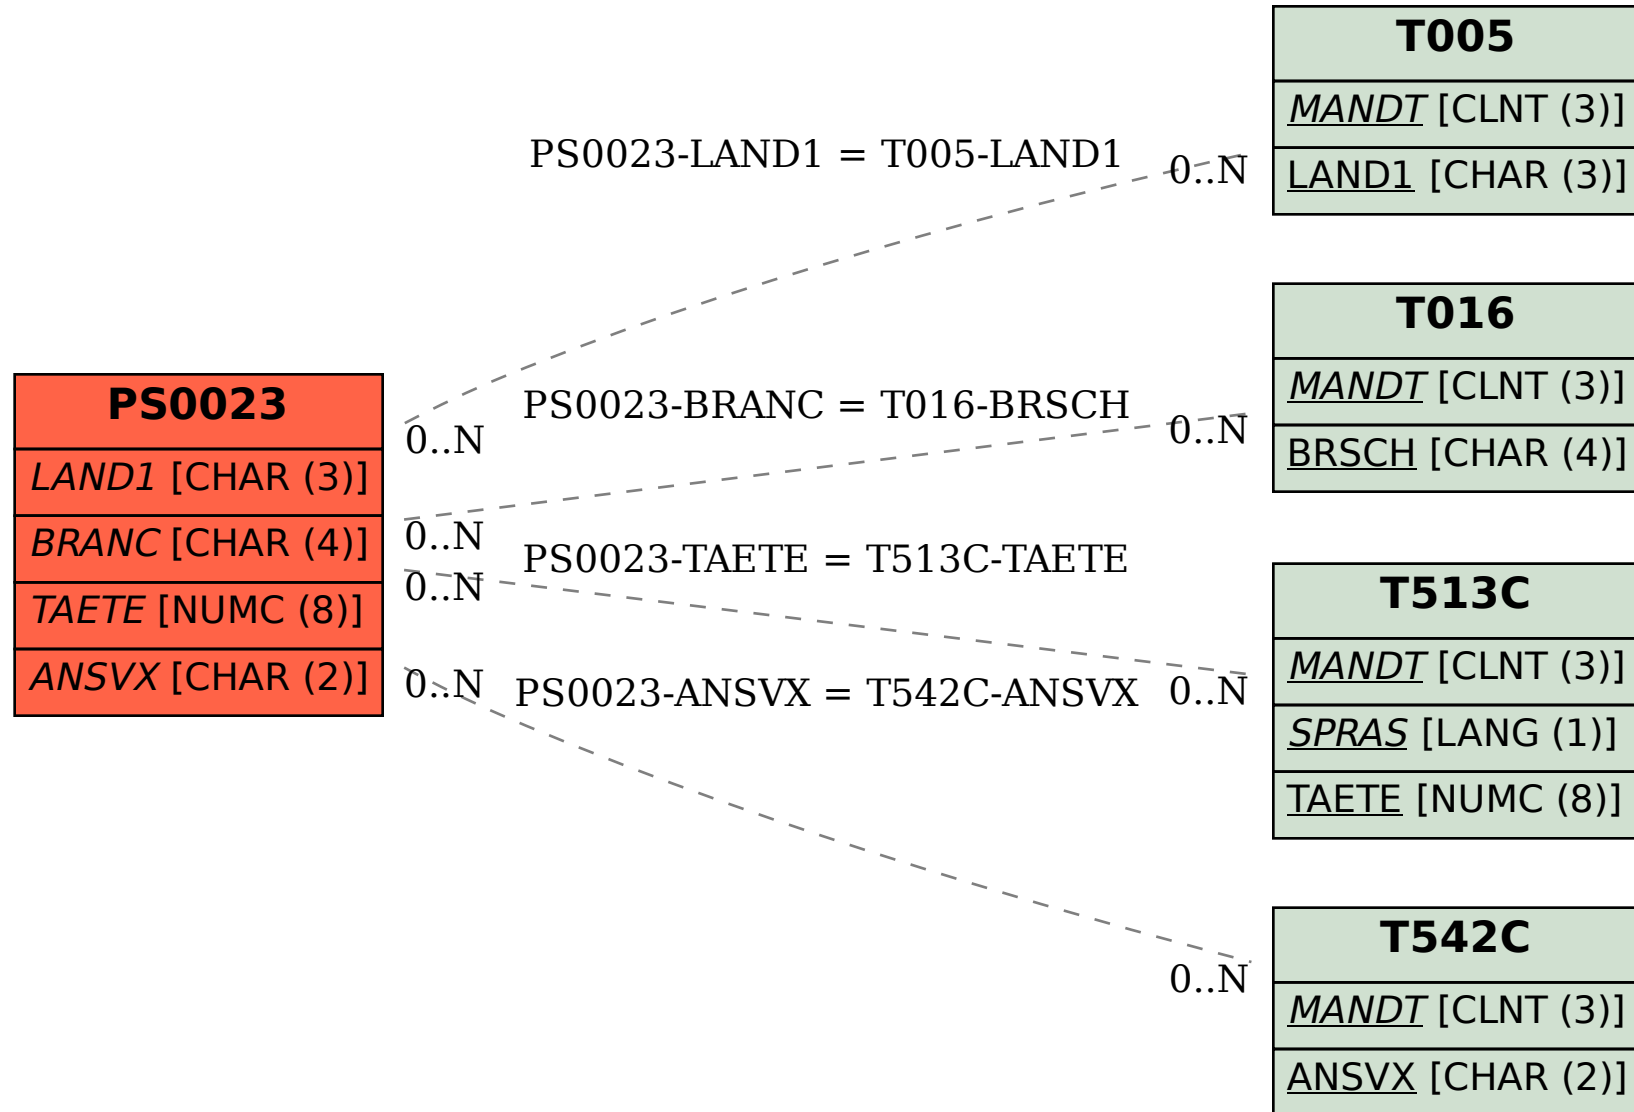 PS0023
LAND1 [CHAR (3)]
BRANC [CHAR (4)]
TAETE [NUMC (8)]
ANSVX [CHAR (2)]
PS0023-LAND1 = T005-LAND1
0..N
0..N
PS0023-BRANC = T016-BRSCH
0..N
0..N
PS0023-TAETE = T513C-TAETE
0..N
0..N
PS0023-ANSVX = T542C-ANSVX
0..N
0..N
T005
MANDT [CLNT (3)]
LAND1 [CHAR (3)]
T016
MANDT [CLNT (3)]
BRSCH [CHAR (4)]
T513C
MANDT [CLNT (3)]
SPRAS [LANG (1)]
TAETE [NUMC (8)]
T542C
MANDT [CLNT (3)]
ANSVX [CHAR (2)]